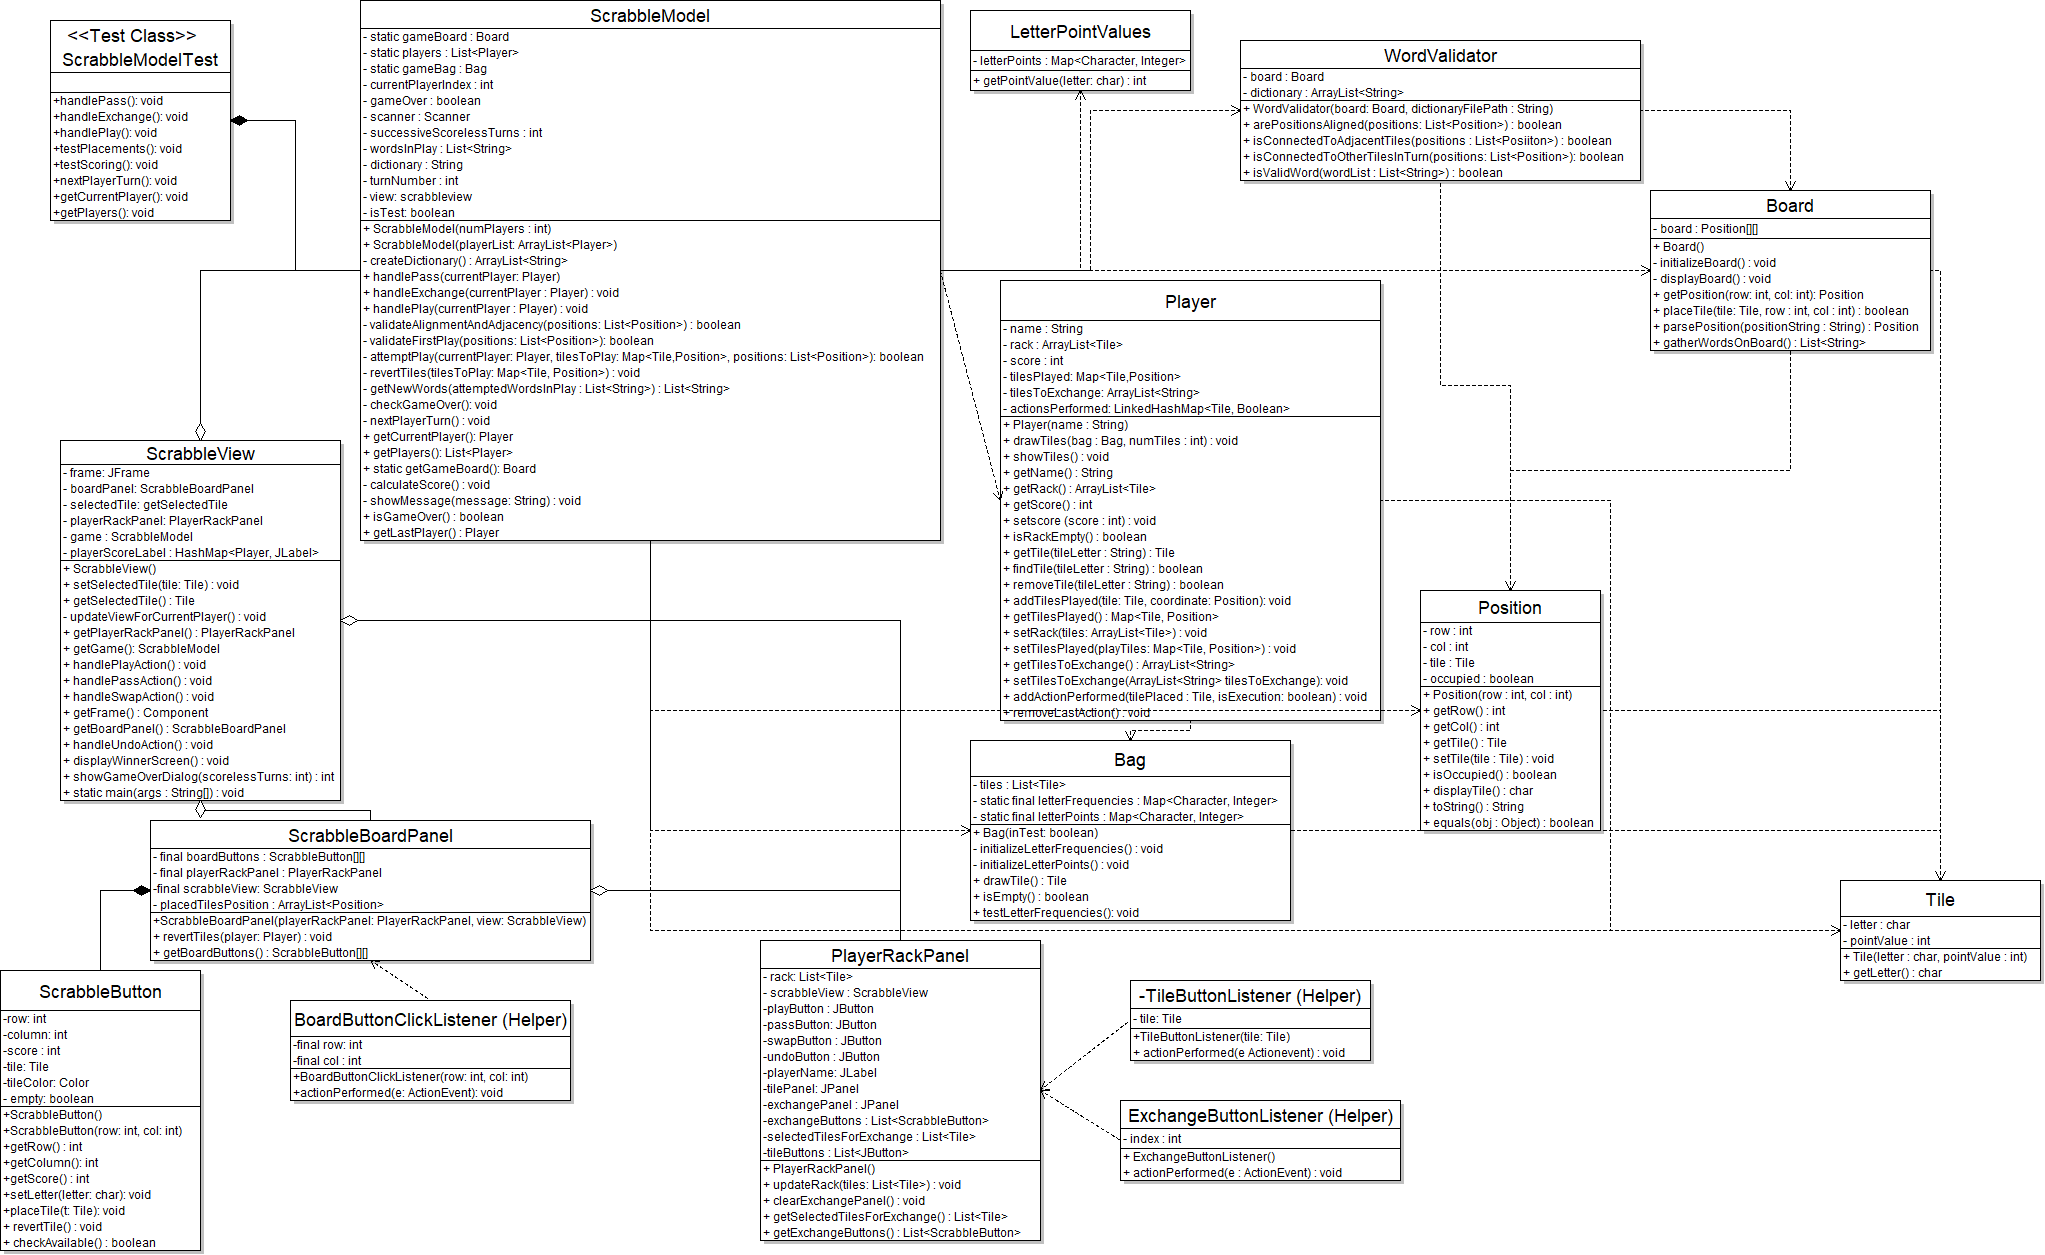 <<Test Class>>
ScrabbleModelTest
+handlePass(): void
+handleExchange(): void
+handlePlay(): void
+testPlacements(): void
+testScoring(): void
+nextPlayerTurn(): void
+getCurrentPlayer(): void
+getPlayers(): void
ScrabbleModel
- static gameBoard : Board
- static players : List<Player>
- static gameBag : Bag
- currentPlayerIndex : int
- gameOver : boolean
- scanner : Scanner
- successiveScorelessTurns : int
- wordsInPlay : List<String>
- dictionary : String
- turnNumber : int
- view: scrabbleview
- isTest: boolean
+ ScrabbleModel(numPlayers : int)
+ ScrabbleModel(playerList: ArrayList<Player>)
- createDictionary() : ArrayList<String>
+ handlePass(currentPlayer: Player)
+ handleExchange(currentPlayer : Player) : void
+ handlePlay(currentPlayer : Player) : void
- validateAlignmentAndAdjacency(positions: List<Position>) : boolean
- validateFirstPlay(positions: List<Position>): boolean
- attemptPlay(currentPlayer: Player, tilesToPlay: Map<Tile,Position>, positions: List<Position>): boolean
- revertTiles(tilesToPlay: Map<Tile, Position>) : void
- getNewWords(attemptedWordsInPlay : List<String>) : List<String>
- checkGameOver(): void
- nextPlayerTurn() : void
+ getCurrentPlayer(): Player
+ getPlayers(): List<Player>
+ static getGameBoard(): Board
- calculateScore() : void
- showMessage(message: String) : void
+ isGameOver() : boolean
+ getLastPlayer() : Player
LetterPointValues
- letterPoints : Map<Character, Integer>
+ getPointValue(letter: char) : int
WordValidator
- board : Board
- dictionary : ArrayList<String>
+ WordValidator(board: Board, dictionaryFilePath : String)
+ arePositionsAligned(positions: List<Position>) : boolean
+ isConnectedToAdjacentTiles(positions : List<Posiiton>) : boolean
+ isConnectedToOtherTilesInTurn(positions: List<Position>): boolean
+ isValidWord(wordList : List<String>) : boolean
Board
- board : Position[][]
+ Board()
- initializeBoard() : void
- displayBoard() : void
+ getPosition(row: int, col: int): Position
+ placeTile(tile: Tile, row : int, col : int) : boolean
+ parsePosition(positionString : String) : Position
+ gatherWordsOnBoard() : List<String>
Player
- name : String
- rack : ArrayList<Tile>
- score : int
- tilesPlayed: Map<Tile,Position>
- tilesToExchange: ArrayList<String>
- actionsPerformed: LinkedHashMap<Tile, Boolean>
+ Player(name : String)
+ drawTiles(bag : Bag, numTiles : int) : void
+ showTiles() : void
+ getName() : String
+ getRack() : ArrayList<Tile>
+ getScore() : int
+ setscore (score : int) : void
+ isRackEmpty() : boolean
+ getTile(tileLetter : String) : Tile
+ findTile(tileLetter : String) : boolean
+ removeTile(tileLetter : String) : boolean
+ addTilesPlayed(tile: Tile, coordinate: Position): void
+ getTilesPlayed() : Map<Tile, Position>
+ setRack(tiles: ArrayList<Tile>) : void
+ setTilesPlayed(playTiles: Map<Tile, Position>) : void
+ getTilesToExchange() : ArrayList<String>
+ setTilesToExchange(ArrayList<String> tilesToExchange): void
+ addActionPerformed(tilePlaced : Tile, isExecution: boolean) : void
+ removeLastAction() : void
ScrabbleView
- frame: JFrame
- boardPanel: ScrabbleBoardPanel
- selectedTile: getSelectedTile
- playerRackPanel: PlayerRackPanel
- game : ScrabbleModel
- playerScoreLabel : HashMap<Player, JLabel>
+ ScrabbleView()
+ setSelectedTile(tile: Tile) : void
+ getSelectedTile() : Tile
- updateViewForCurrentPlayer() : void
+ getPlayerRackPanel() : PlayerRackPanel
+ getGame(): ScrabbleModel
+ handlePlayAction() : void
+ handlePassAction() : void
+ handleSwapAction() : void
+ getFrame() : Component
+ getBoardPanel() : ScrabbleBoardPanel
+ handleUndoAction() : void
+ displayWinnerScreen() : void
+ showGameOverDialog(scorelessTurns: int) : int
+ static main(args : String[]) : void
Position
- row : int
- col : int
- tile : Tile
- occupied : boolean
+ Position(row : int, col : int)
+ getRow() : int
+ getCol() : int
+ getTile() : Tile
+ setTile(tile : Tile) : void
+ isOccupied() : boolean
+ displayTile() : char
+ toString() : String
+ equals(obj : Object) : boolean
Bag
- tiles : List<Tile>
- static final letterFrequencies : Map<Character, Integer>
- static final letterPoints : Map<Character, Integer>
+ Bag(inTest: boolean)
- initializeLetterFrequencies() : void
- initializeLetterPoints() : void
+ drawTile() : Tile
+ isEmpty() : boolean
+ testLetterFrequencies(): void
ScrabbleBoardPanel
- final boardButtons : ScrabbleButton[][]
- final playerRackPanel : PlayerRackPanel
-final scrabbleView: ScrabbleView
- placedTilesPosition : ArrayList<Position>
+ScrabbleBoardPanel(playerRackPanel: PlayerRackPanel, view: ScrabbleView)
+ revertTiles(player: Player) : void
+ getBoardButtons() : ScrabbleButton[][]
Tile
- letter : char
- pointValue : int
+ Tile(letter : char, pointValue : int)
+ getLetter() : char
ScrabbleButton
-row: int
-column: int
-score : int
-tile: Tile
-tileColor: Color
- empty: boolean
+ScrabbleButton()
+ScrabbleButton(row: int, col: int)
+getRow() : int
+getColumn(): int
+getScore() : int
+setLetter(letter: char): void
+placeTile(t: Tile): void
+ revertTile() : void
+ checkAvailable() : boolean
BoardButtonClickListener (Helper)
-final row: int
-final col : int
+BoardButtonClickListener(row: int, col: int)
+actionPerformed(e: ActionEvent): void
PlayerRackPanel
- rack: List<Tile>
- scrabbleView : ScrabbleView
-playButton : JButton
-passButton: JButton
-swapButton : JButton
-undoButton : JButton
-playerName: JLabel
-tilePanel: JPanel
-exchangePanel : JPanel
-exchangeButtons : List<ScrabbleButton>
-selectedTilesForExchange : List<Tile>
-tileButtons : List<JButton>
+ PlayerRackPanel()
+ updateRack(tiles: List<Tile>) : void
+ clearExchangePanel() : void
+ getSelectedTilesForExchange() : List<Tile>
+ getExchangeButtons() : List<ScrabbleButton>
-TileButtonListener (Helper)
- tile: Tile
+TileButtonListener(tile: Tile)
+ actionPerformed(e Actionevent) : void
ExchangeButtonListener (Helper)
- index : int
+ ExchangeButtonListener()
+ actionPerformed(e : ActionEvent) : void